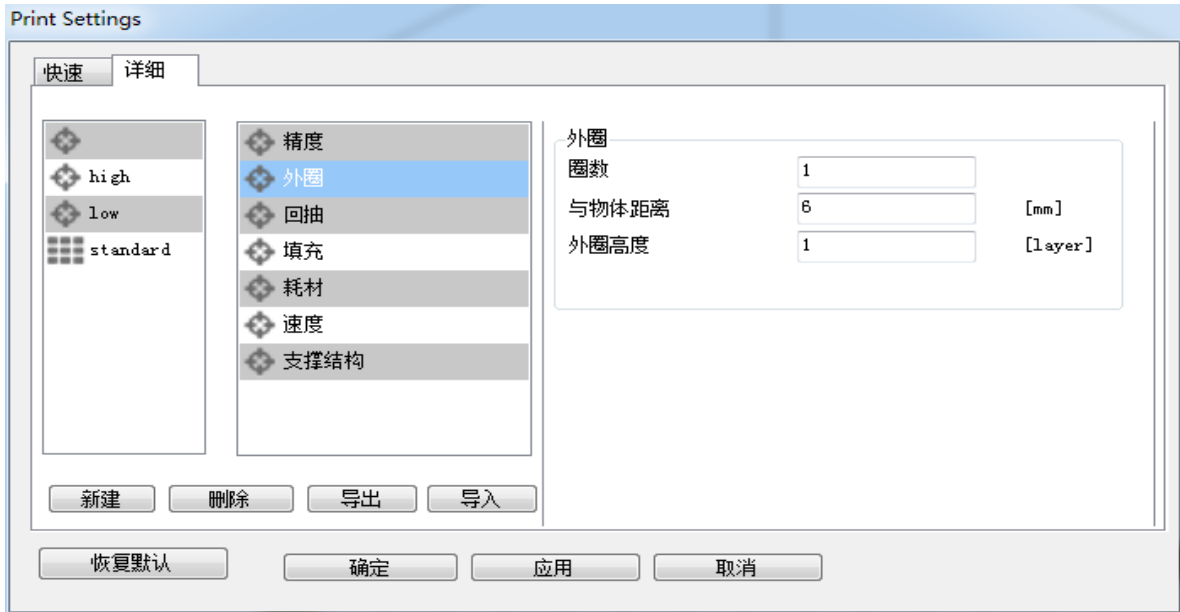 Print Settings
快速
详细
high
low
standard
精度
外圈
回抽
填充
耗材
速度
支撑结构
外圈
圈数 1
与物体距离 6 [mm]
外圈高度 1 [layer]
新建 删除 导出 导入
恢复默认 确定 应用 取消